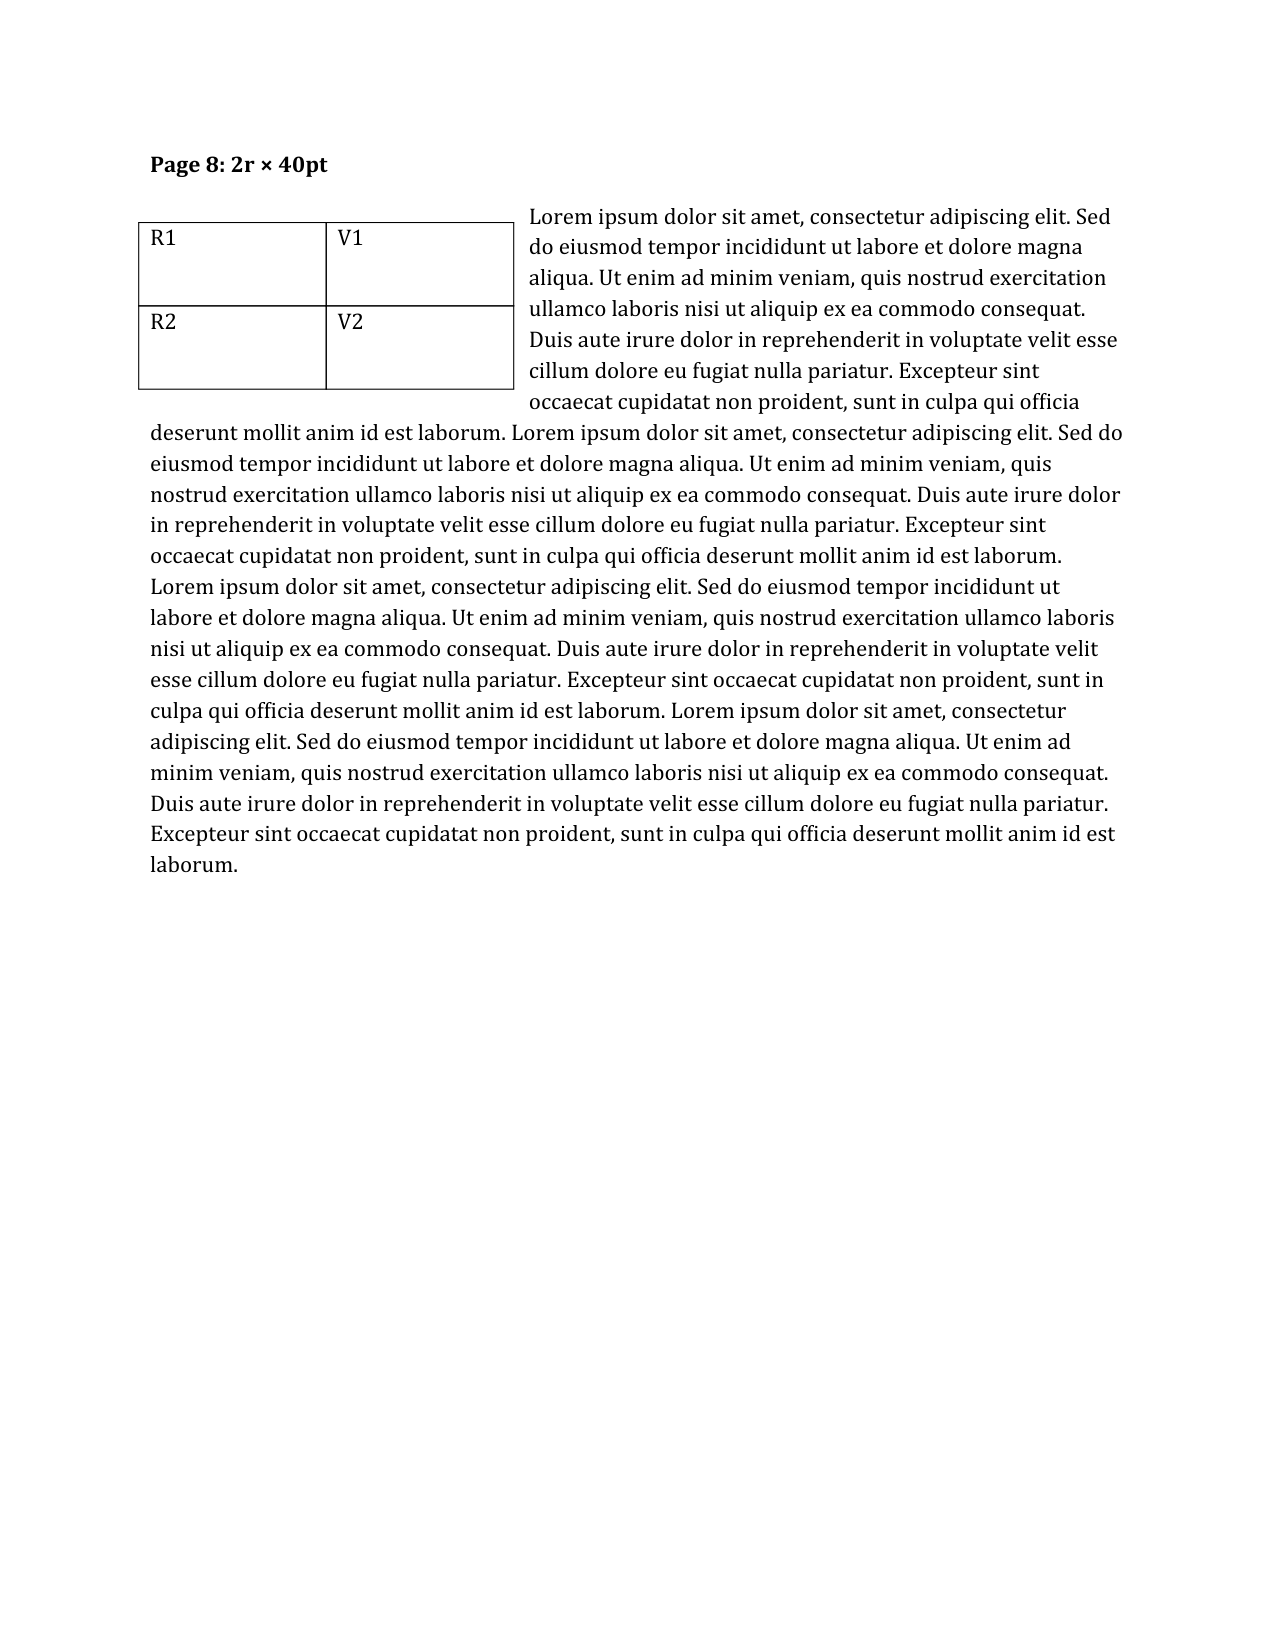 Page 8: 2r × 40pt
R1 V1
R2 V2
Lorem ipsum dolor sit amet, consectetur adipiscing elit. Sed
do eiusmod tempor incididunt ut labore et dolore magna
aliqua. Ut enim ad minim veniam, quis nostrud exercitation
ullamco laboris nisi ut aliquip ex ea commodo consequat.
Duis aute irure dolor in reprehenderit in voluptate velit esse
cillum dolore eu fugiat nulla pariatur. Excepteur sint
occaecat cupidatat non proident, sunt in culpa qui officia
deserunt mollit anim id est laborum. Lorem ipsum dolor sit amet, consectetur adipiscing elit. Sed do
eiusmod tempor incididunt ut labore et dolore magna aliqua. Ut enim ad minim veniam, quis
nostrud exercitation ullamco laboris nisi ut aliquip ex ea commodo consequat. Duis aute irure dolor
in reprehenderit in voluptate velit esse cillum dolore eu fugiat nulla pariatur. Excepteur sint
occaecat cupidatat non proident, sunt in culpa qui officia deserunt mollit anim id est laborum.
Lorem ipsum dolor sit amet, consectetur adipiscing elit. Sed do eiusmod tempor incididunt ut
labore et dolore magna aliqua. Ut enim ad minim veniam, quis nostrud exercitation ullamco laboris
nisi ut aliquip ex ea commodo consequat. Duis aute irure dolor in reprehenderit in voluptate velit
esse cillum dolore eu fugiat nulla pariatur. Excepteur sint occaecat cupidatat non proident, sunt in
culpa qui officia deserunt mollit anim id est laborum. Lorem ipsum dolor sit amet, consectetur
adipiscing elit. Sed do eiusmod tempor incididunt ut labore et dolore magna aliqua. Ut enim ad
minim veniam, quis nostrud exercitation ullamco laboris nisi ut aliquip ex ea commodo consequat.
Duis aute irure dolor in reprehenderit in voluptate velit esse cillum dolore eu fugiat nulla pariatur.
Excepteur sint occaecat cupidatat non proident, sunt in culpa qui officia deserunt mollit anim id est
laborum.